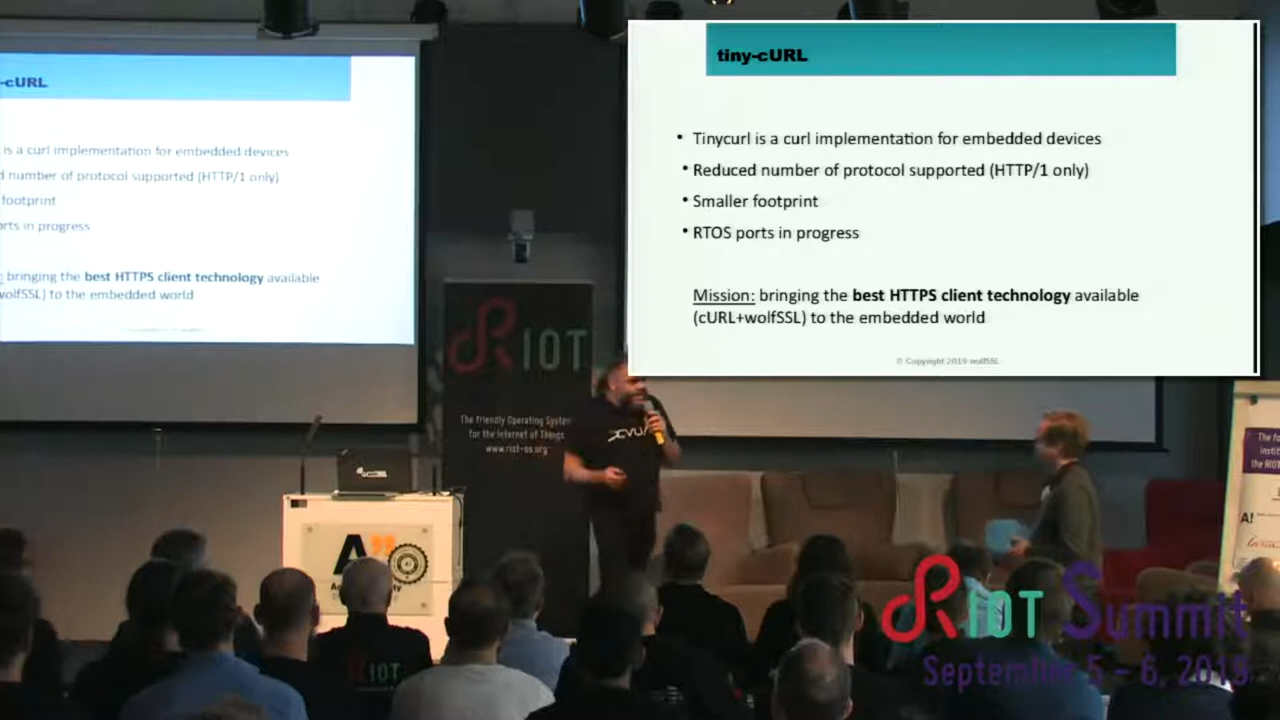 -cURL
is a curl implementation for embedded devices
d number of protocol supported (HTTP/1 only)
footprint
rts in progress
bringing the best HTTPS client technology available
wolfSSL) to the embedded world
tiny-cURL
• Tinycurl is a curl implementation for embedded devices
• Reduced number of protocol supported (HTTP/1 only)
• Smaller footprint
• RTOS ports in progress
Mission: bringing the best HTTPS client technology available
(cURL+wolfSSL) to the embedded world
© Copyright 2019 wolfSSL
RIOT
The friendly Operating System
for the Internet of Things
www.riot-os.org
A!
RIOT
RIOT Summit
September 5 - 6, 2019